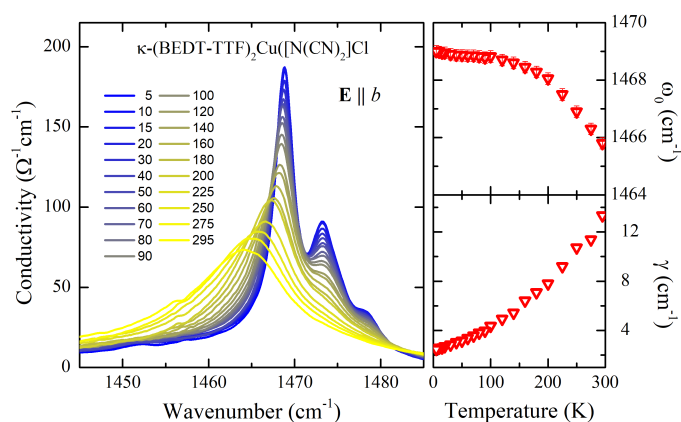 κ-(BEDT-TTF)₂Cu([N(CN)₂]Cl
E || b
5 100
10 120
15 140
20 160
30 180
40 200
50 225
60 250
70 275
80 295
90
200
150
100
50
0
Conductivity (Ω⁻¹cm⁻¹)
1450 1460 1470 1480
Wavenumber (cm⁻¹)
1470
1468
1466
1464
ω₀ (cm⁻¹)
12
8
4
γ (cm⁻¹)
0 100 200 300
Temperature (K)